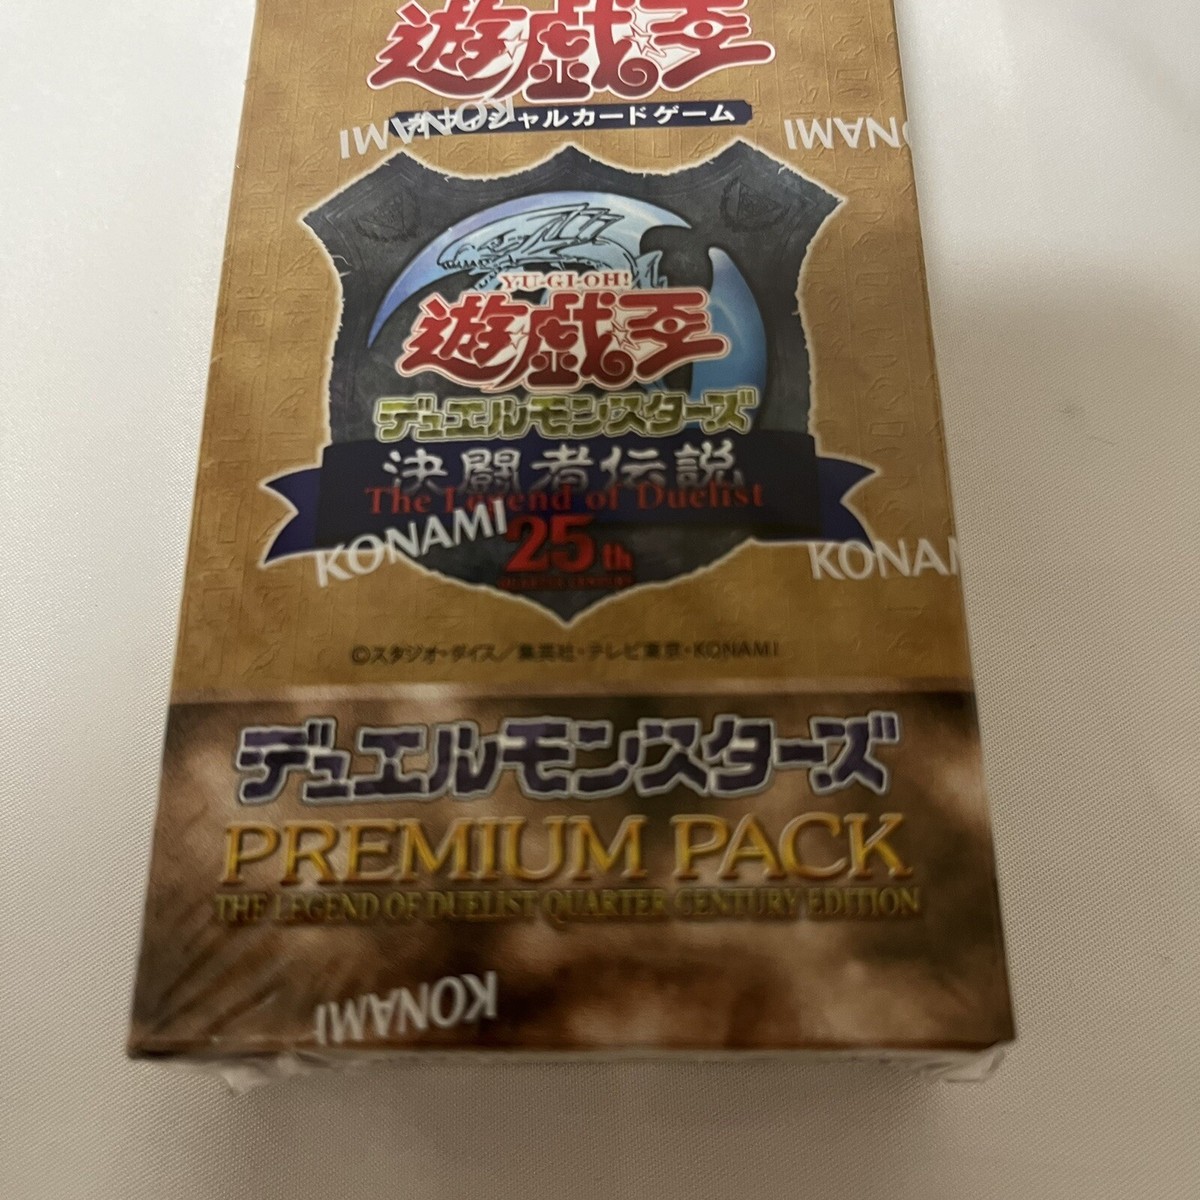 遊戯王
オフィシャルカードゲーム
KONAMI
KONAMI
KONAMI
YU-GI-OH!
遊戯王
デュエルモンスターズ
決闘者伝説
The Legend of Duelist
25th
QUARTER CENTURY
KONAMI
KONAMI
©スタジオ・ダイス／集英社・テレビ東京・KONAMI
デュエルモンスターズ
PREMIUM PACK
THE LEGEND OF DUELIST QUARTER CENTURY EDITION
KONAMI